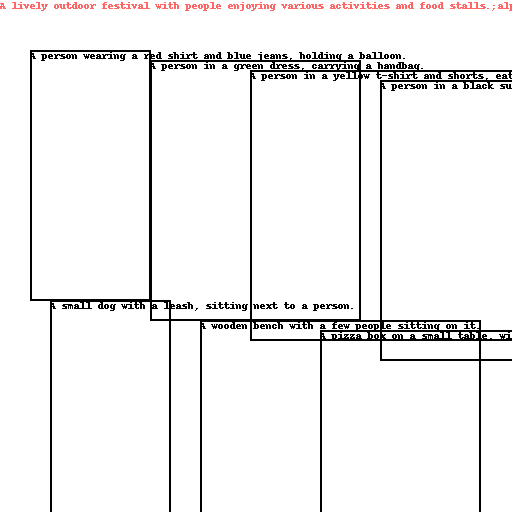 A lively outdoor festival with people enjoying various activities and food stalls.;alp
A person wearing a red shirt and blue jeans, holding a balloon.
A person in a green dress, carrying a handbag.
A person in a yellow t-shirt and shorts, eat
A person in a black su
A small dog with a leash, sitting next to a person.
A wooden bench with a few people sitting on it.
A pizza box on a small table, wi